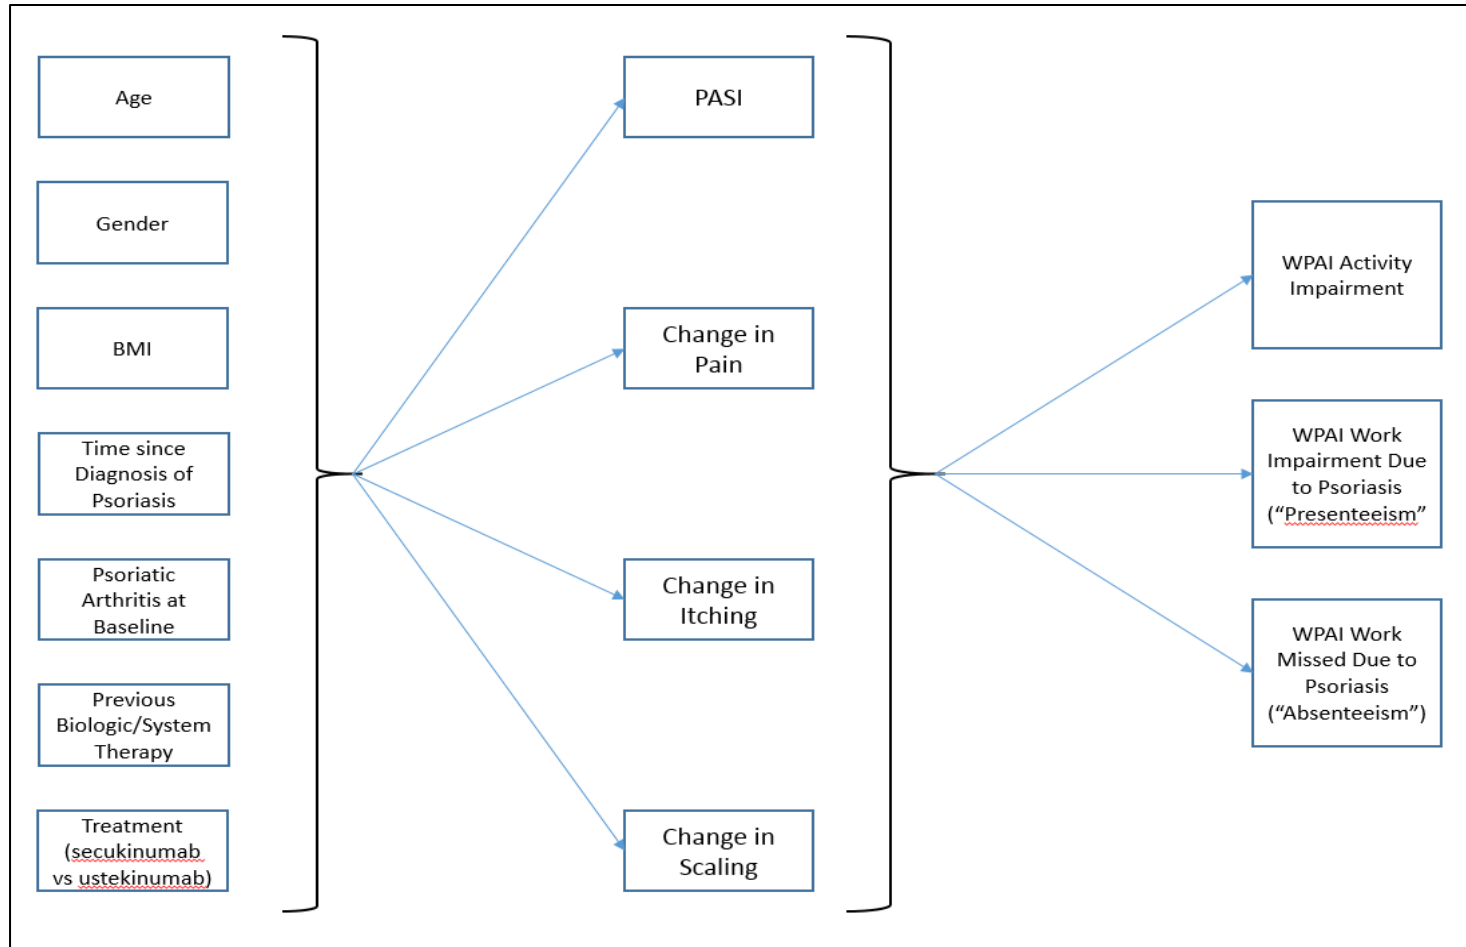 Age
Gender
BMI
Time since
Diagnosis of
Psoriasis
Psoriatic
Arthritis at
Baseline
Previous
Biologic/System
Therapy
Treatment
(secukinumab
vs ustekinumab)
PASI
Change in
Pain
Change in
Itching
Change in
Scaling
WPAI Activity
Impairment
WPAI Work
Impairment Due
to Psoriasis
(“Presenteeism”
WPAI Work
Missed Due to
Psoriasis
(“Absenteeism”)